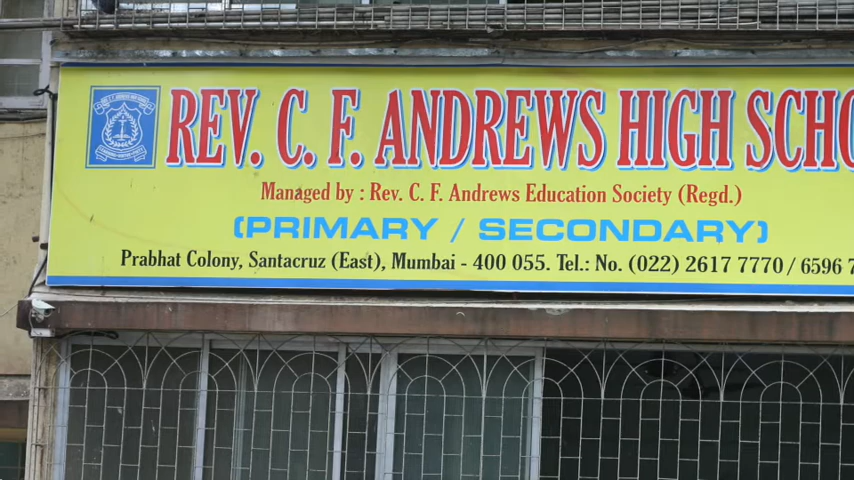 REV. C. F. ANDREWS HIGH SCHO
Managed by : Rev. C. F. Andrews Education Society (Regd.)
(PRIMARY / SECONDARY)
Prabhat Colony, Santacruz (East), Mumbai - 400 055. Tel.: No. (022) 2617 7770 / 6596 7